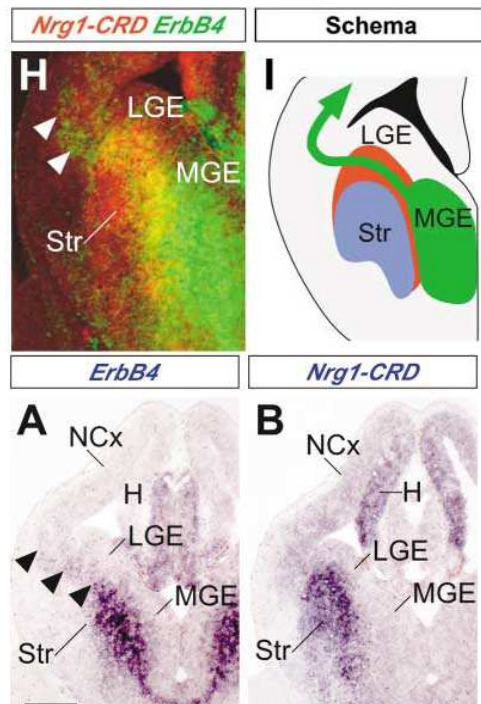 Nrg1-CRD ErbB4
Schema
H
LGE
MGE
Str
I
LGE
MGE
Str
ErbB4
Nrg1-CRD
A
NCx
H
LGE
MGE
Str
B
NCx
H
LGE
MGE
Str